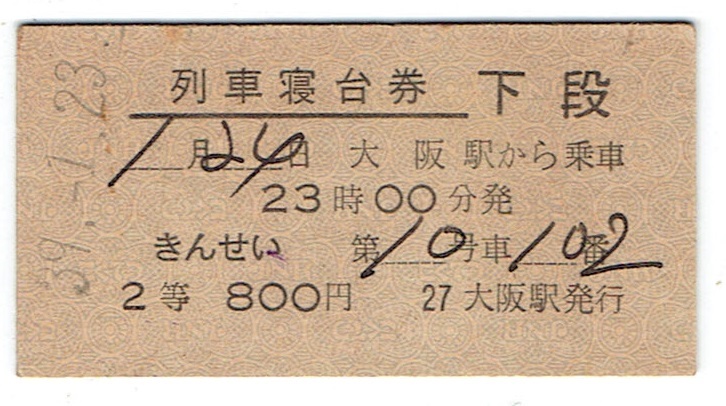 列車寝台券 下段
1月24日 大阪駅から乗車
23時00分発
きんせい 第10号車102番
2等 800円 27大阪駅発行
39.-1.23